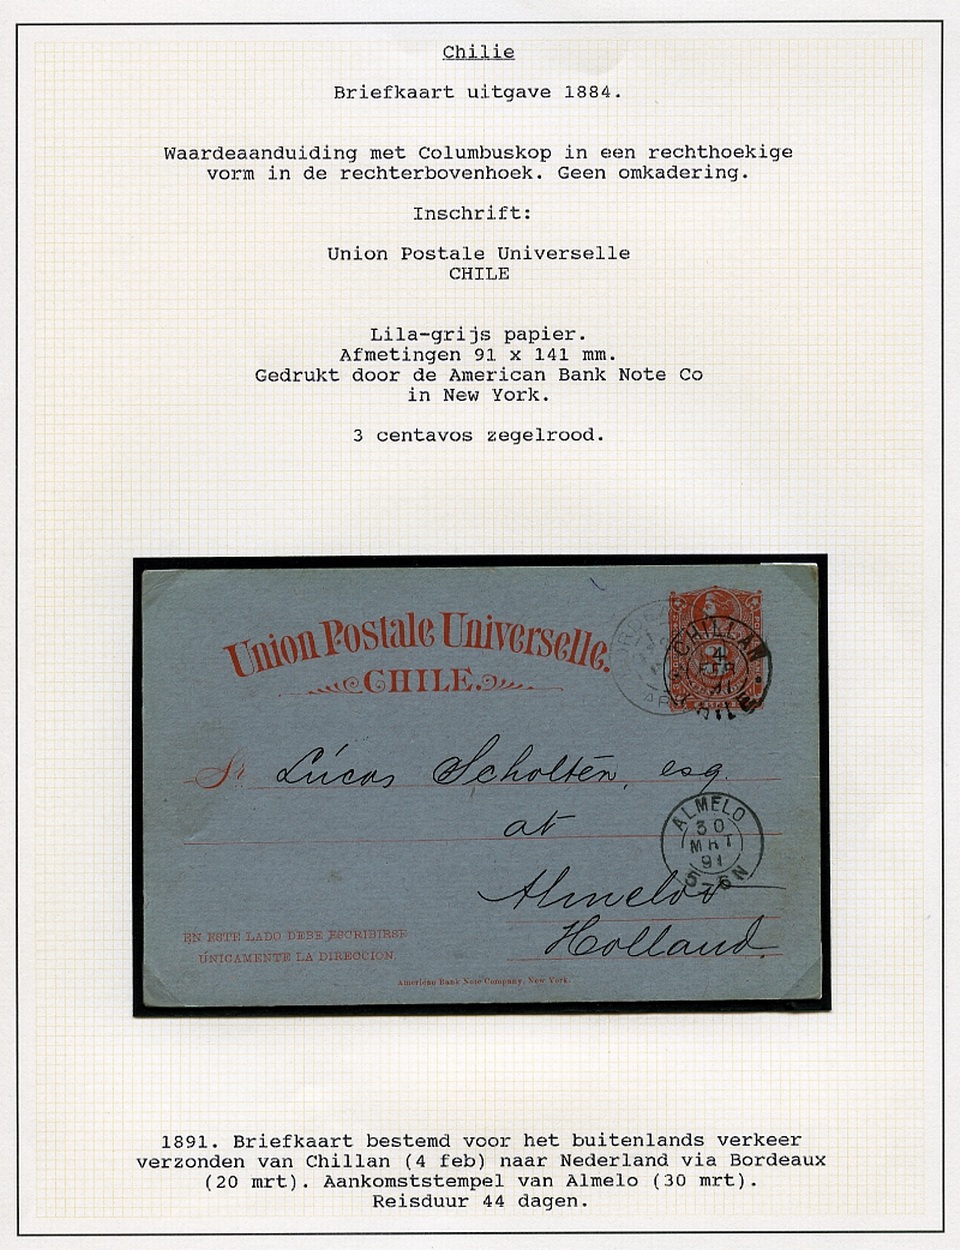 Chilie
Briefkaart uitgave 1884.
Waardeaanduiding met Columbuskop in een rechthoekige
vorm in de rechterbovenhoek. Geen omkadering.
Inschrift:
Union Postale Universelle
CHILE
Lila-grijs papier.
Afmetingen 91 x 141 mm.
Gedrukt door de American Bank Note Co
in New York.
3 centavos zegelrood.
Union Postale Universelle.
CHILE.
CHILLAN
4
FEB
91
Sr. Lúcas Scholten, esq.
at
ALMELO
30
MRT
91
5-6N
Almeloo
Holland.
EN ESTE LADO DEBE ESCRIBIRSE
ÚNICAMENTE LA DIRECCION.
American Bank Note Company, New York.
1891. Briefkaart bestemd voor het buitenlands verkeer
verzonden van Chillan (4 feb) naar Nederland via Bordeaux
(20 mrt). Aankomststempel van Almelo (30 mrt).
Reisduur 44 dagen.